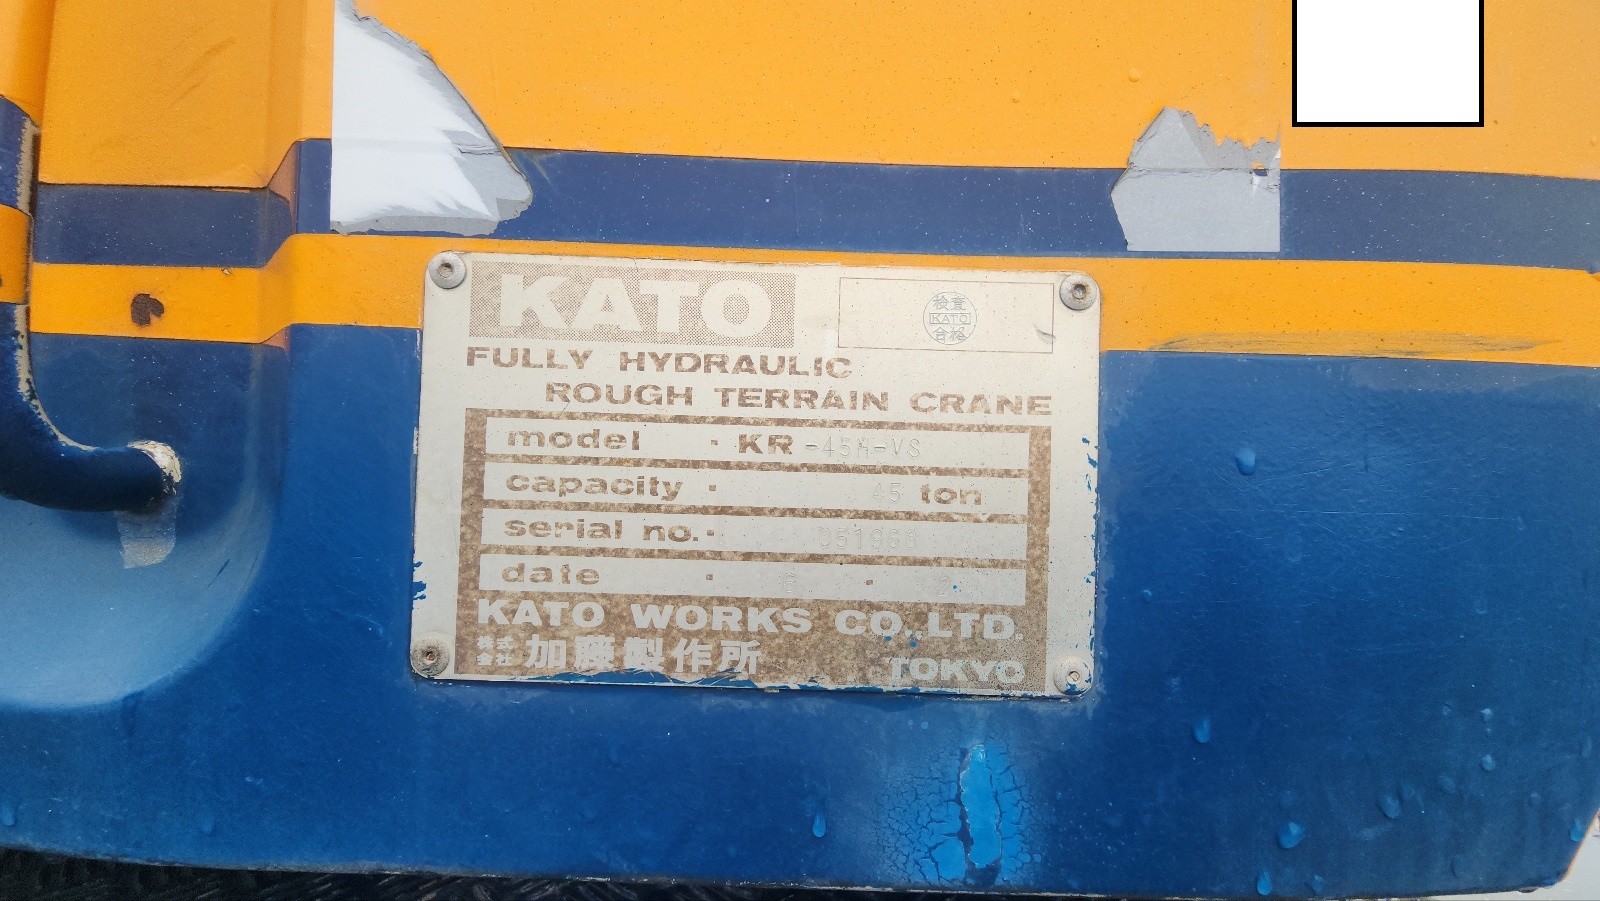 KATO
検査
KATO
合格
FULLY HYDRAULIC
ROUGH TERRAIN CRANE
model · KR -45H-VS
capacity · 45 ton
serial no.·
date · ·
KATO WORKS CO.,LTD.
株式会社 加藤製作所
TOKYO